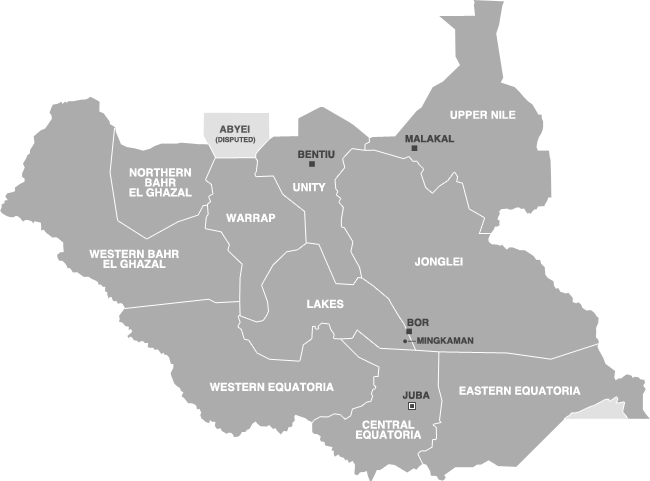 UPPER NILE
ABYEI
(DISPUTED)
MALAKAL
BENTIU
NORTHERN
BAHR
EL GHAZAL
UNITY
WARRAP
WESTERN BAHR
EL GHAZAL
JONGLEI
LAKES
BOR
MINGKAMAN
WESTERN EQUATORIA
EASTERN EQUATORIA
JUBA
CENTRAL
EQUATORIA